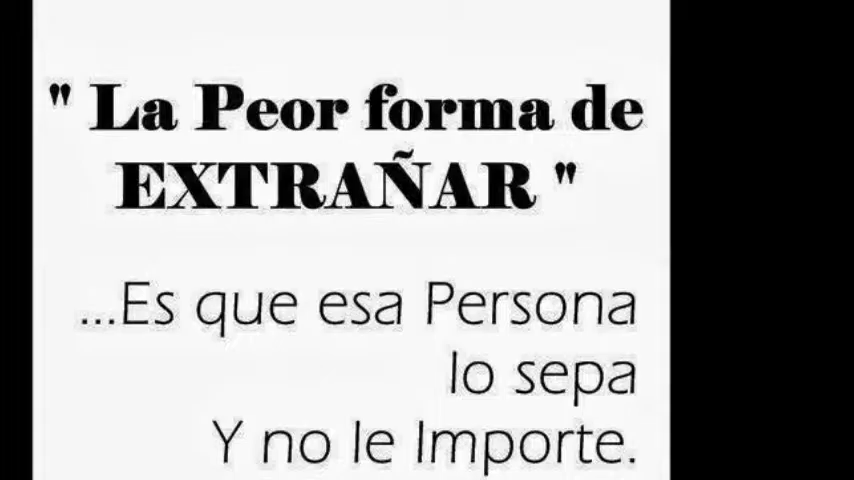 " La Peor forma de
EXTRAÑAR "
...Es que esa Persona
lo sepa
Y no le Importe.